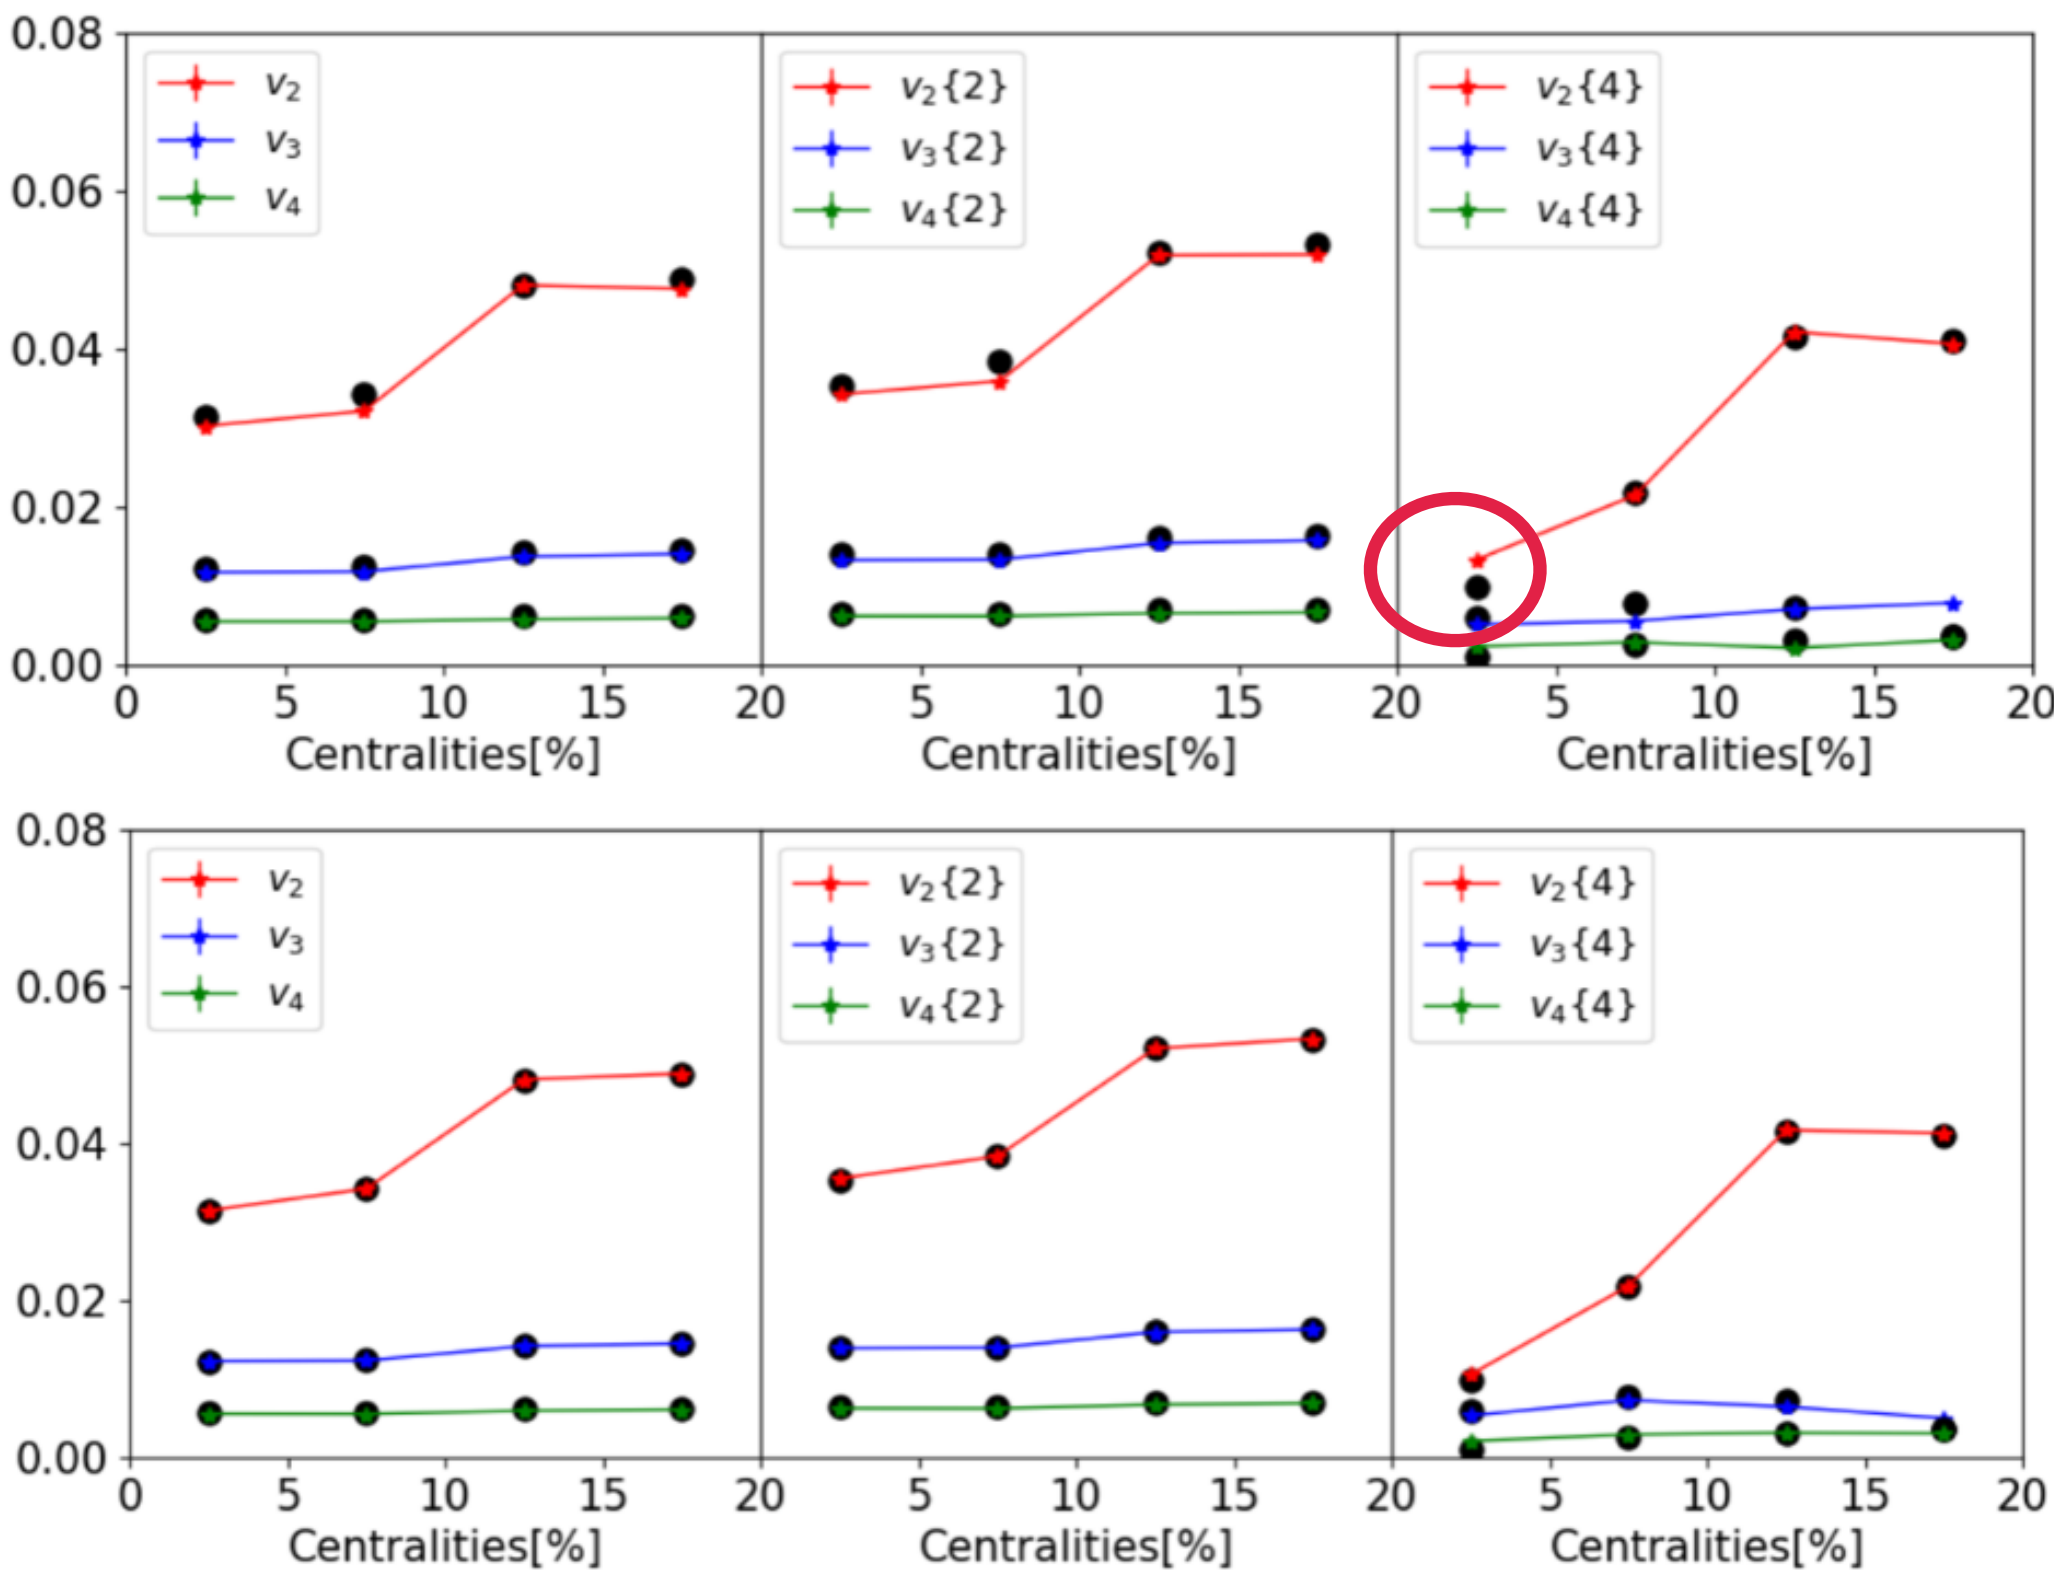 0.08
0.06
0.04
0.02
0.00
v₂
v₃
v₄
v₂{2}
v₃{2}
v₄{2}
v₂{4}
v₃{4}
v₄{4}
0 5 10 15 20 5 10 15 20 5 10 15 20
Centralities[%] Centralities[%] Centralities[%]
0.08
0.06
0.04
0.02
0.00
v₂
v₃
v₄
v₂{2}
v₃{2}
v₄{2}
v₂{4}
v₃{4}
v₄{4}
0 5 10 15 20 5 10 15 20 5 10 15 20
Centralities[%] Centralities[%] Centralities[%]